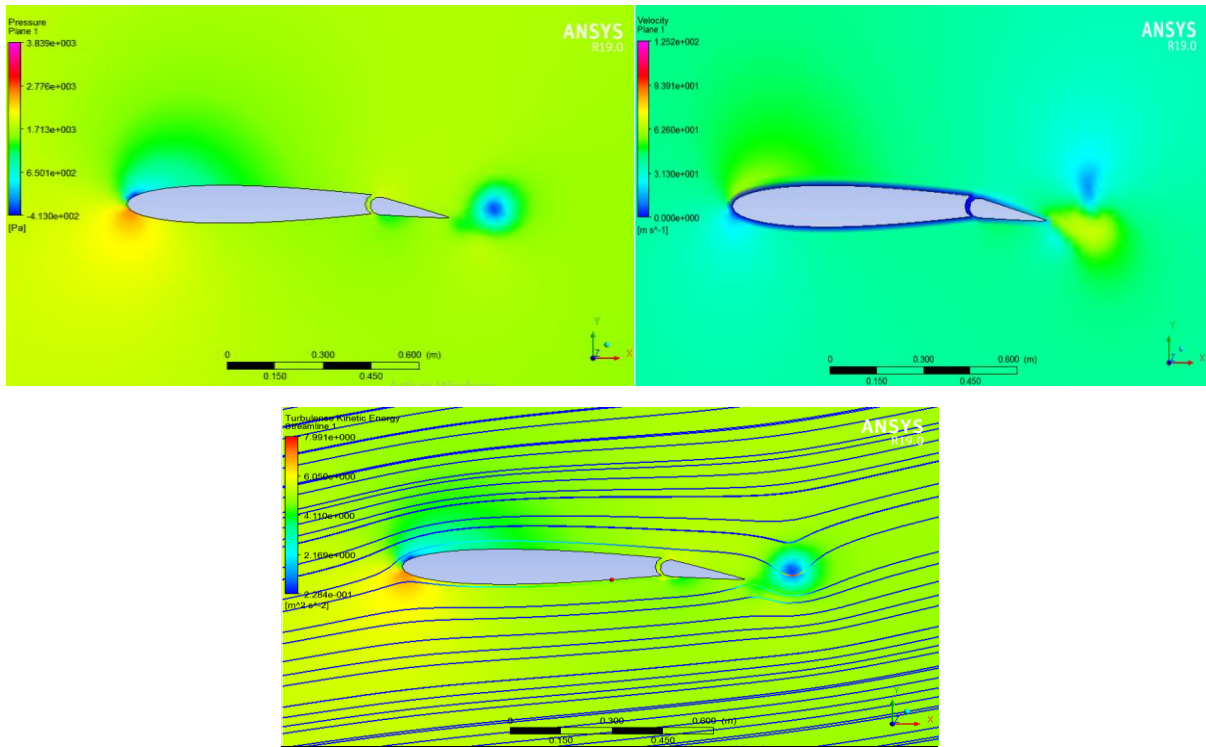 Pressure
Plane 1
3.839e+003
2.776e+003
1.713e+003
6.501e+002
-4.130e+002
[Pa]
ANSYS
R19.0
0 0.300 0.600 (m)
0.150 0.450
Y
Z X
Velocity
Plane 1
1.252e+002
9.391e+001
6.260e+001
3.130e+001
0.000e+000
[m s^-1]
ANSYS
R19.0
0 0.300 0.600 (m)
0.150 0.450
Y
Z X
Turbulense Kinetic Energy
Streamline 1
7.991e+000
6.050e+000
4.110e+000
2.169e+000
2.284e-001
[m^2 s^-2]
ANSYS
R19.0
0 0.300 0.600 (m)
0.150 0.450
Y
Z X